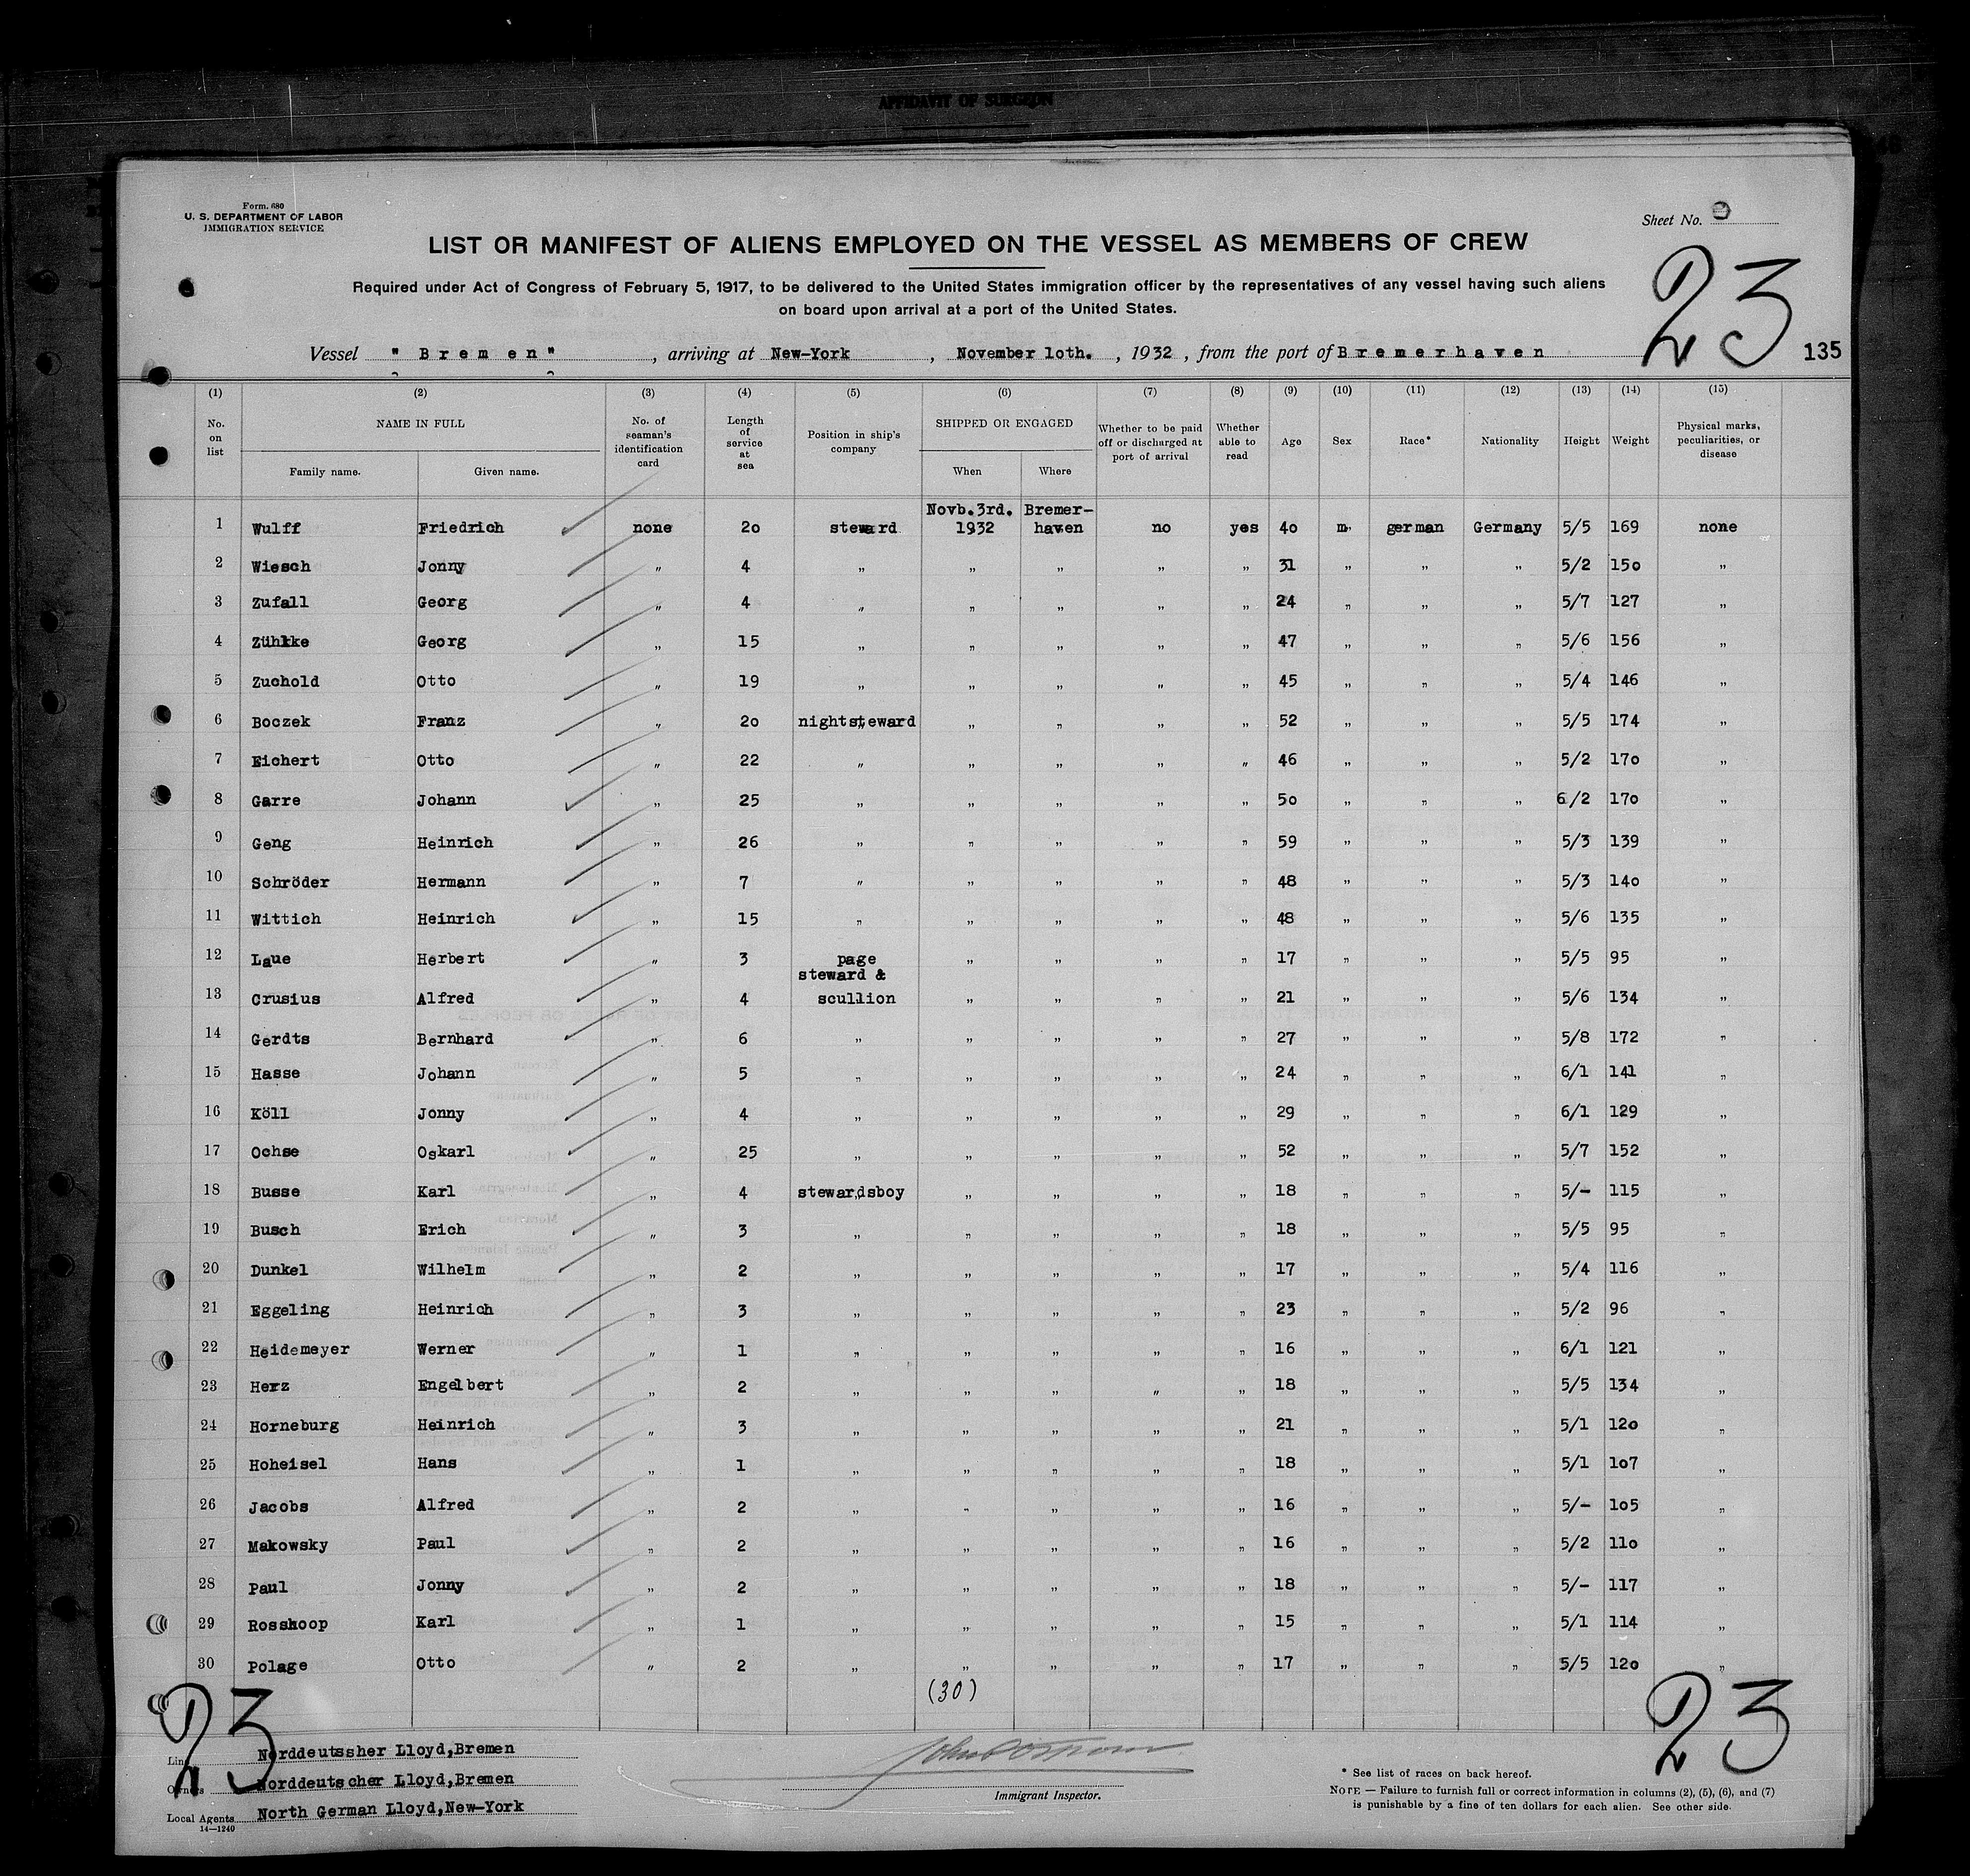 AFFIDAVIT OF SURGEON
Form. 680
U. S. DEPARTMENT OF LABOR
IMMIGRATION SERVICE
Sheet No.
LIST OR MANIFEST OF ALIENS EMPLOYED ON THE VESSEL AS MEMBERS OF CREW
Required under Act of Congress of February 5, 1917, to be delivered to the United States immigration officer by the representatives of any vessel having such aliens
on board upon arrival at a port of the United States.
23
Vessel " Bremen" , arriving at New-York , November 1oth. , 1932 , from the port of Bremerhaven
135
(1) (2) (3) (4) (5) (6) (7) (8) (9) (10) (11) (12) (13) (14) (15)
No. on list NAME IN FULL Family name. Given name. No. of seaman's identification card Length of service at sea Position in ship's company SHIPPED OR ENGAGED When Where Whether to be paid off or discharged at port of arrival Whether able to read Age Sex Race* Nationality Height Weight Physical marks, peculiarities, or disease
Novb.3rd. Bremer-
1 Wulff Friedrich none 2o steward 1932 haven no yes 4o m german Germany 5/5 169 none
2 Wiesch Jonny „ 4 „ „ „ „ „ 31 „ „ „ 5/2 15o „
3 Zufall Georg „ 4 „ „ „ „ „ 24 „ „ „ 5/7 127 „
4 Zühkke Georg „ 15 „ „ „ „ „ 47 „ „ „ 5/6 156 „
5 Zuchold Otto „ 19 „ „ „ „ „ 45 „ „ „ 5/4 146 „
6 Boczek Franz „ 2o nightsteward „ „ „ „ 52 „ „ „ 5/5 174 „
7 Eichert Otto „ 22 „ „ „ „ „ 46 „ „ „ 5/2 17o „
8 Garre Johann „ 25 „ „ „ „ „ 5o „ „ „ 6/2 17o „
9 Geng Heinrich „ 26 „ „ „ „ „ 59 „ „ „ 5/3 139 „
10 Schröder Hermann „ 7 „ „ „ „ „ 48 „ „ „ 5/3 14o „
11 Wittich Heinrich „ 15 „ „ „ „ „ 48 „ „ „ 5/6 135 „
12 Laue Herbert „ 3 page „ „ „ „ 17 „ „ „ 5/5 95 „
steward &
13 Crusius Alfred „ 4 scullion „ „ „ „ 21 „ „ „ 5/6 134 „
14 Gerdts Bernhard „ 6 „ „ „ „ „ 27 „ „ „ 5/8 172 „
15 Hasse Johann „ 5 „ „ „ „ „ 24 „ „ „ 6/1 141 „
16 Köll Jonny „ 4 „ „ „ „ „ 29 „ „ „ 6/1 129 „
17 Ochse Oskarl „ 25 „ „ „ „ „ 52 „ „ „ 5/7 152 „
18 Busse Karl „ 4 stewardsboy „ „ „ „ 18 „ „ „ 5/- 115 „
19 Busch Erich „ 3 „ „ „ „ „ 18 „ „ „ 5/5 95 „
20 Dunkel Wilhelm „ 2 „ „ „ „ „ 17 „ „ „ 5/4 116 „
21 Eggeling Heinrich „ 3 „ „ „ „ „ 23 „ „ „ 5/2 96 „
22 Heidemeyer Werner „ 1 „ „ „ „ „ 16 „ „ „ 6/1 121 „
23 Herz Engelbert „ 2 „ „ „ „ „ 18 „ „ „ 5/5 134 „
24 Horneburg Heinrich „ 3 „ „ „ „ „ 21 „ „ „ 5/1 12o „
25 Hoheisel Hans „ 1 „ „ „ „ „ 18 „ „ „ 5/1 1o7 „
26 Jacobs Alfred „ 2 „ „ „ „ „ 16 „ „ „ 5/- 1o5 „
27 Makowsky Paul „ 2 „ „ „ „ „ 16 „ „ „ 5/2 11o „
28 Paul Jonny „ 2 „ „ „ „ „ 18 „ „ „ 5/- 117 „
29 Rosskoop Karl „ 1 „ „ „ „ „ 15 „ „ „ 5/1 114 „
30 Polage Otto „ 2 „ „ „ „ „ 17 „ „ „ 5/5 12o „
(30)
23
23
Line Norddeutssher Lloyd,Bremen
Owners Norddeutscher Lloyd,Bremen
Local Agents North German Lloyd,New-York
14—1240
Immigrant Inspector.
* See list of races on back hereof.
NOTE — Failure to furnish full or correct information in columns (2), (5), (6), and (7)
is punishable by a fine of ten dollars for each alien. See other side.